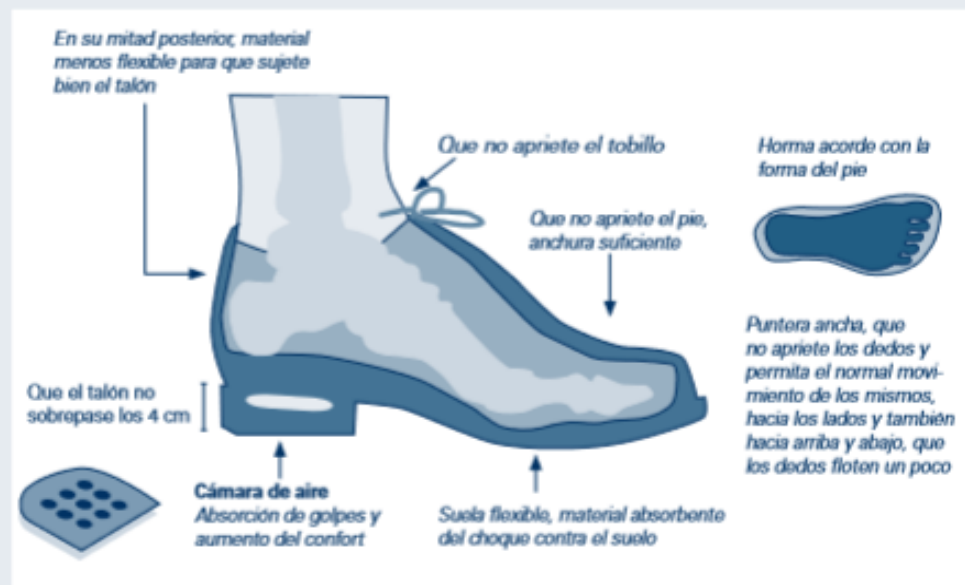 En su mitad posterior, material
menos flexible para que sujete
bien el talón
Que no apriete el tobillo
Horma acorde con la
forma del pie
Que no apriete el pie,
anchura suficiente
Puntera ancha, que
no apriete los dedos y
permita el normal movi-
miento de los mismos,
hacia los lados y también
hacia arriba y abajo, que
los dedos floten un poco
Que el talón no
sobrepase los 4 cm
Cámara de aire
Absorción de golpes y
aumento del confort
Suela flexible, material absorbente
del choque contra el suelo